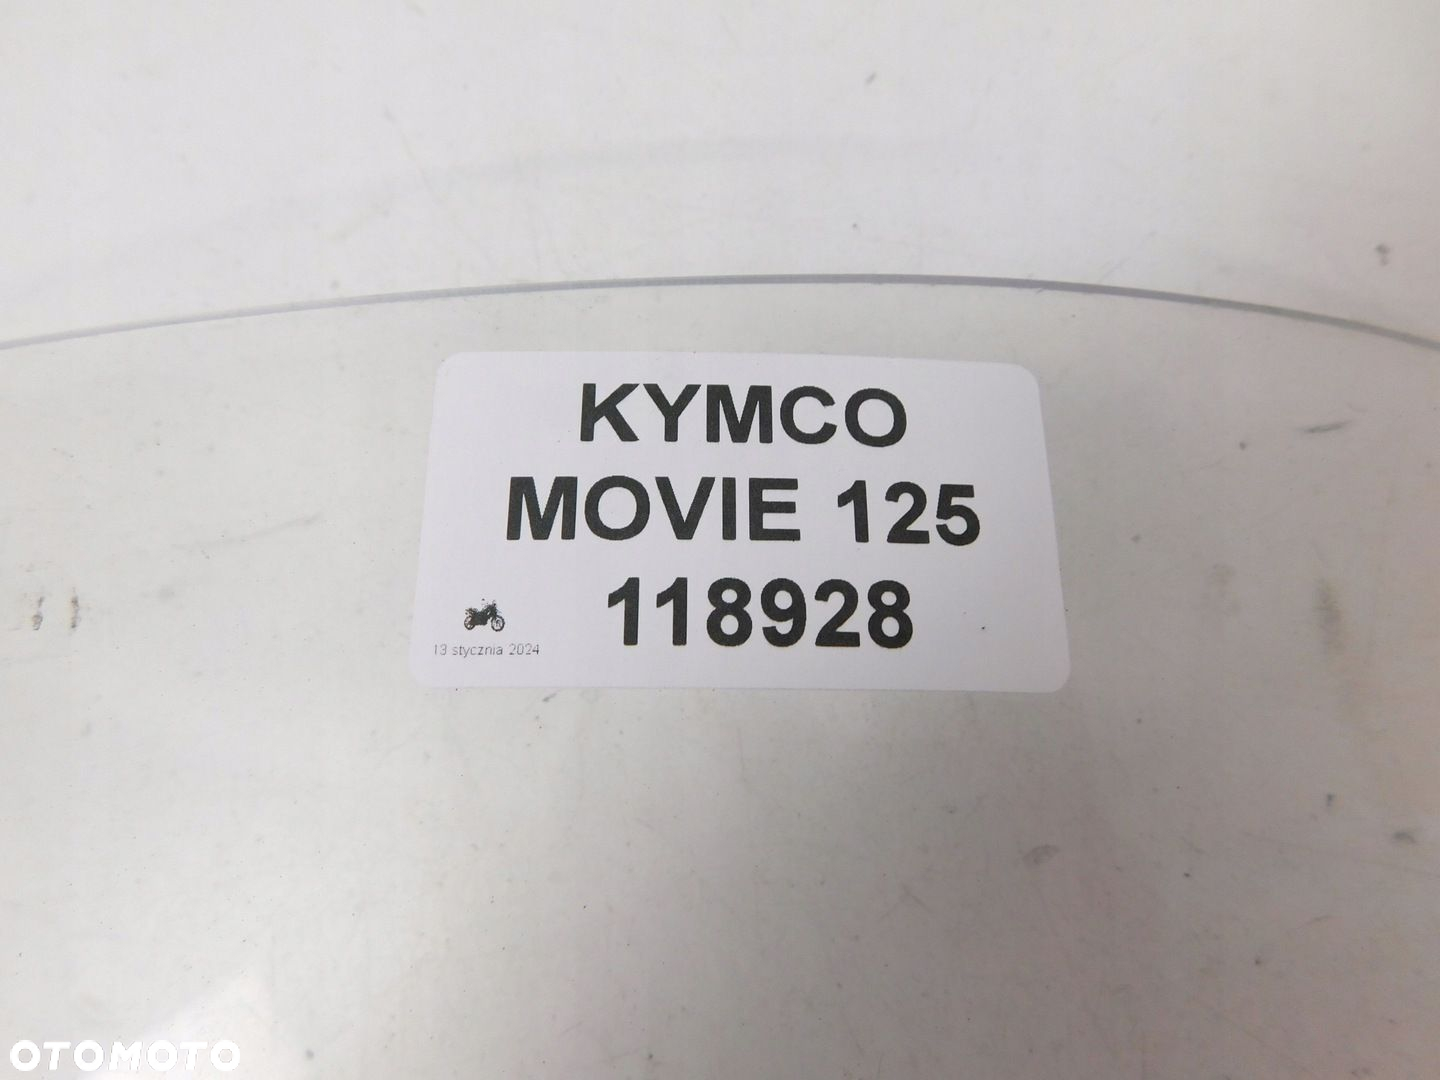 KYMCO
MOVIE 125
118928
13 stycznia 2024
OTOMOTO